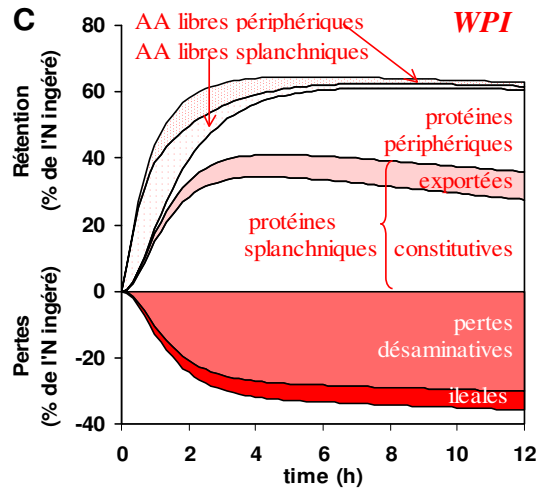 C
WPI
AA libres périphériques
AA libres splanchniques
Rétention
(% de l'N ingéré)
Pertes
(% de l'N ingéré)
80
60
40
20
0
-20
-40
protéines
périphériques
exportées
protéines
splanchniques
constitutives
pertes
désaminatives
ileales
0 2 4 6 8 10 12
time (h)